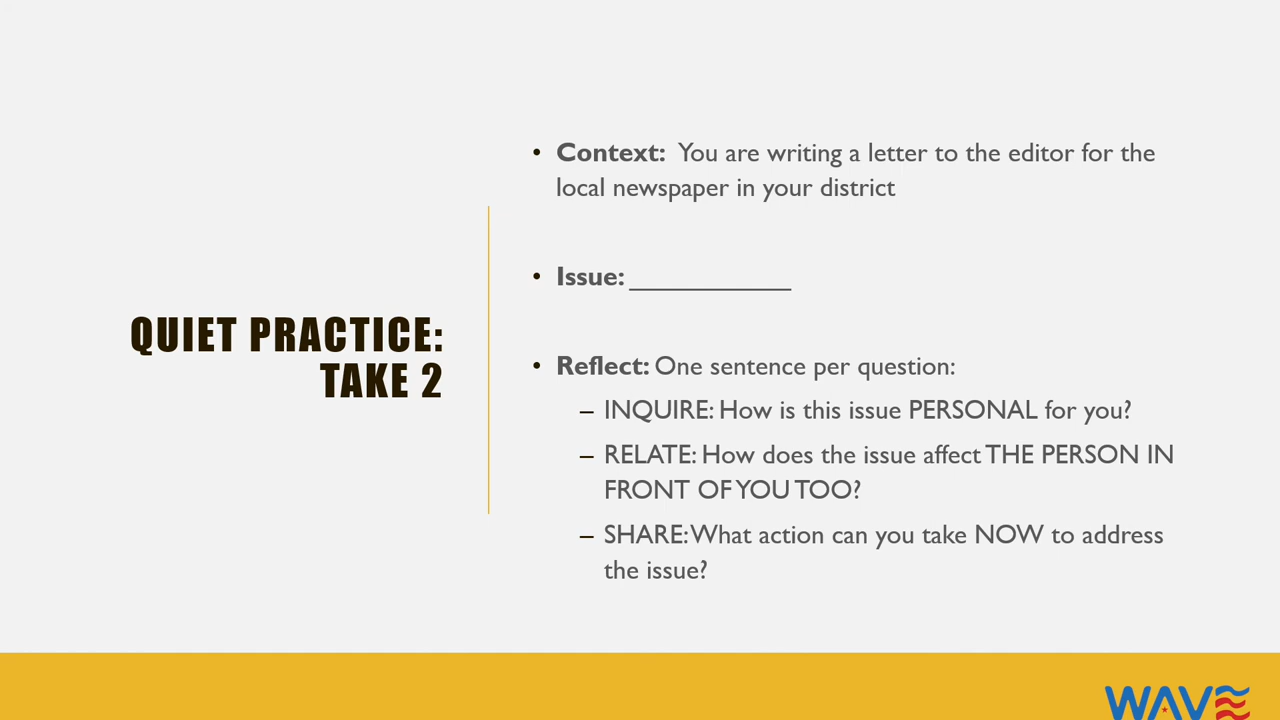 QUIET PRACTICE:
TAKE 2
• Context: You are writing a letter to the editor for the
local newspaper in your district
• Issue: ___________
• Reflect: One sentence per question:
– INQUIRE: How is this issue PERSONAL for you?
– RELATE: How does the issue affect THE PERSON IN
FRONT OF YOU TOO?
– SHARE: What action can you take NOW to address
the issue?
WAVE